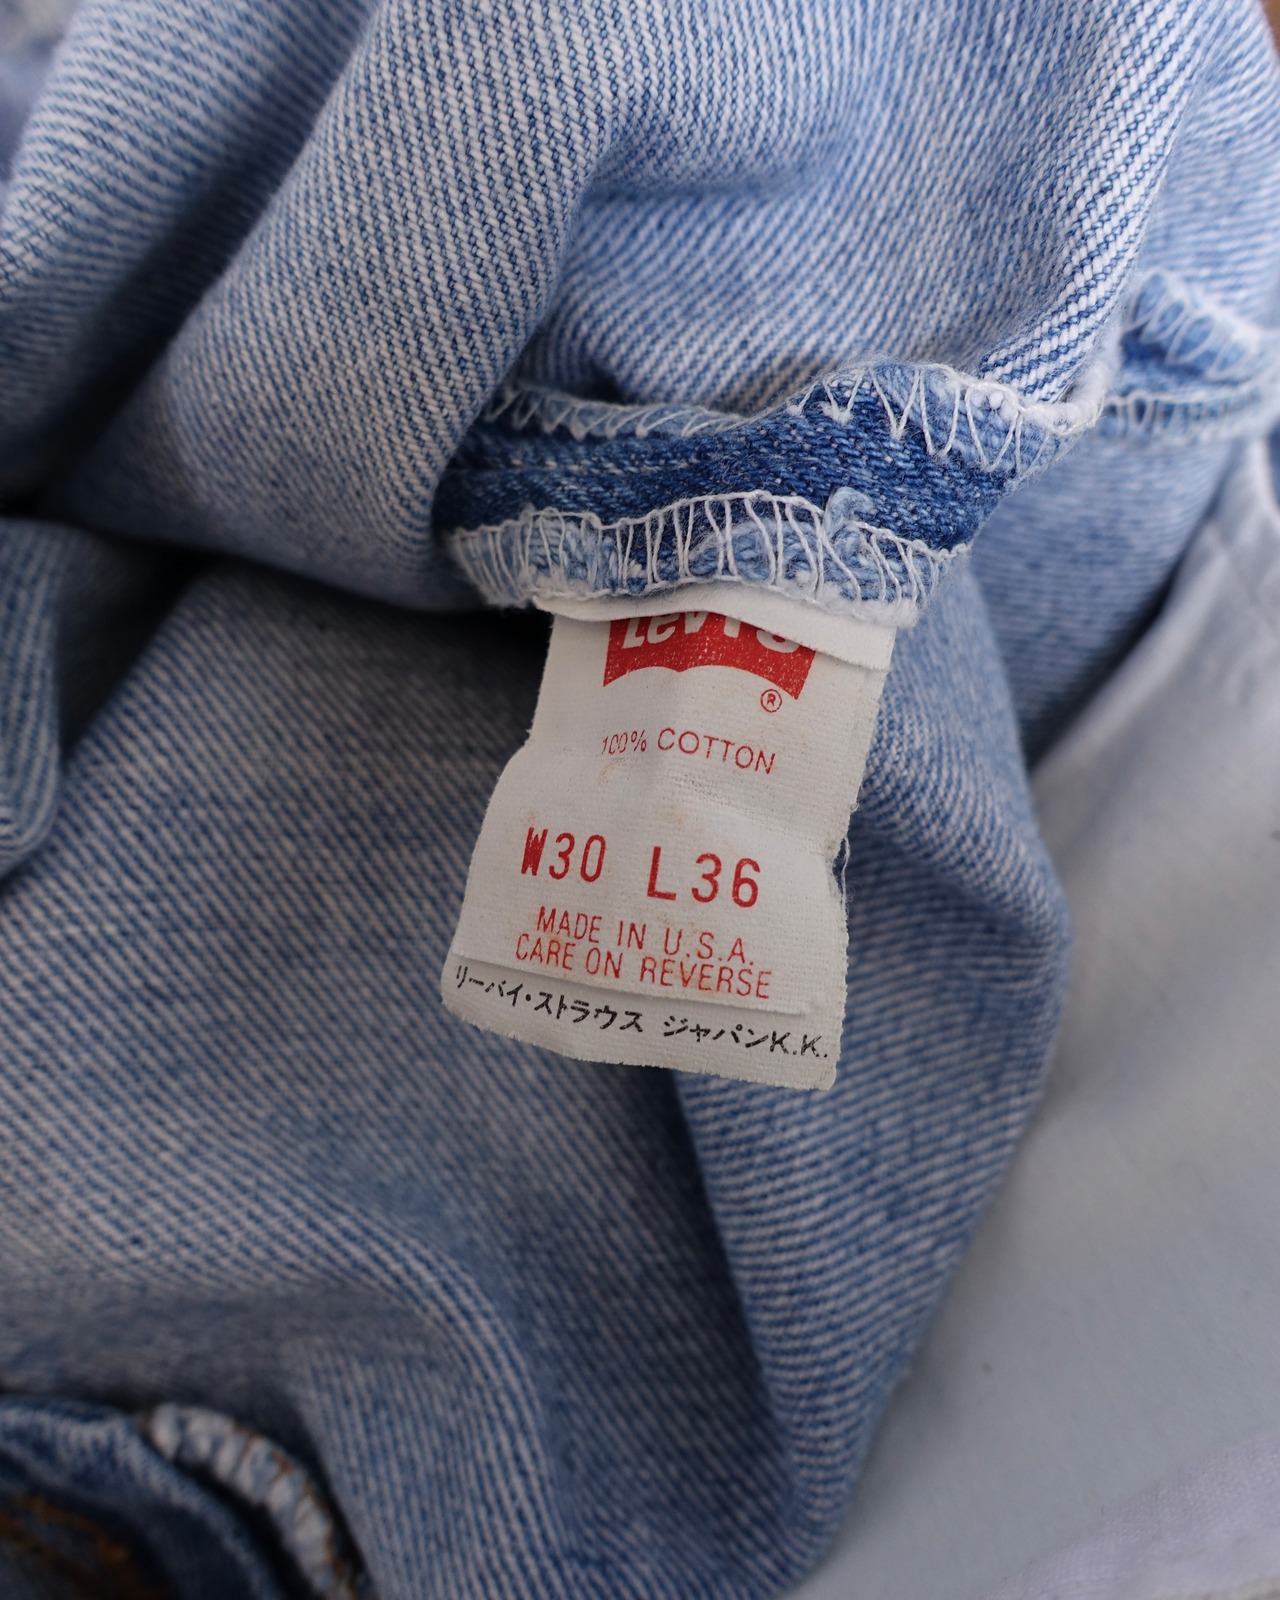 Levi's
®
100% COTTON
W30 L36
MADE IN U.S.A.
CARE ON REVERSE
リーバイ・ストラウス ジャパンK.K.